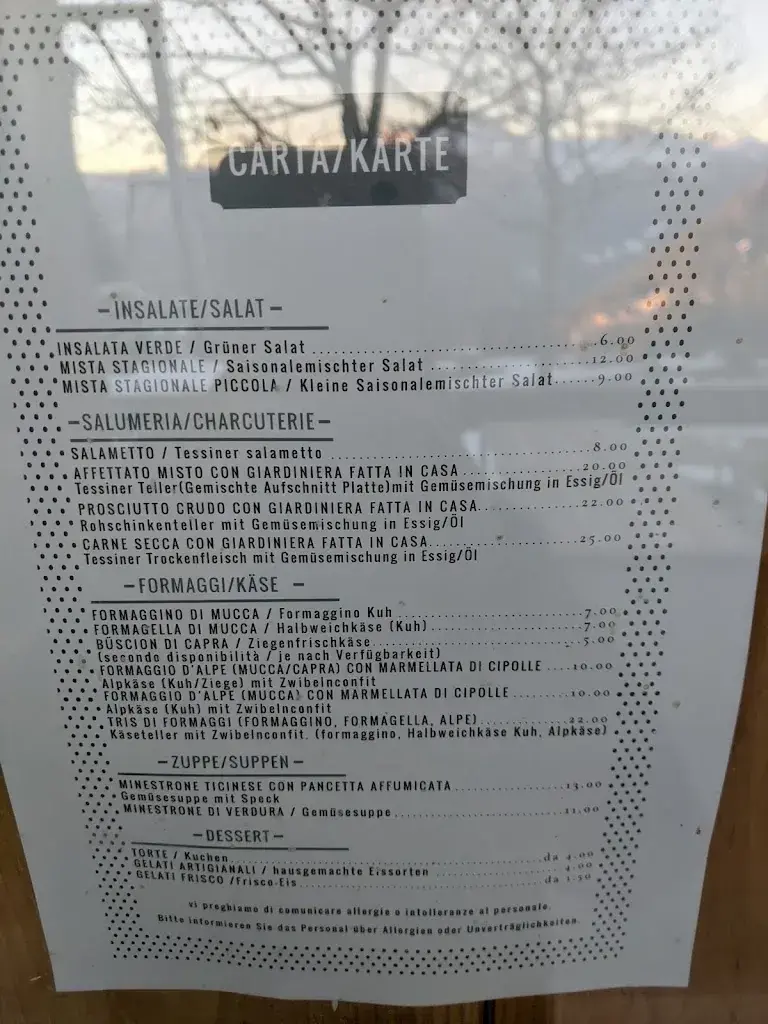 CARTA/KARTE
-INSALATE/SALAT-
INSALATA VERDE / Grüner Salat ........ 6.00
MISTA STAGIONALE / Saisonalemischter Salat ........ 12.00
MISTA STAGIONALE PICCOLA / Kleine Saisonalemischter Salat ...... 9.00
-SALUMERIA/CHARCUTERIE-
SALAMETTO / Tessiner salametto ........ 8.00
AFFETTATO MISTO CON GIARDINIERA FATTA IN CASA ........ 20.00
Tessiner Teller(Gemischte Aufschnitt Platte)mit Gemüsemischung in Essig/Öl
PROSCIUTTO CRUDO CON GIARDINIERA FATTA IN CASA ........ 22.00
Rohschinkenteller mit Gemüsemischung in Essig/Öl
CARNE SECCA CON GIARDINIERA FATTA IN CASA ........ 25.00
Tessiner Trockenfleisch mit Gemüsemischung in Essig/Öl
-FORMAGGI/KÄSE -
FORMAGGINO DI MUCCA / Formaggino Kuh ........ 7.00
FORMAGELLA DI MUCCA / Halbweichkäse (Kuh) ........ 7.00
BÜSCION DI CAPRA / Ziegenfrischkäse ........ 5.00
(secondo disponibilità / je nach Verfügbarkeit)
FORMAGGIO D'ALPE (MUCCA/CAPRA) CON MARMELLATA DI CIPOLLE ..... 10.00
Alpkäse (Kuh/Ziege) mit Zwibelnconfit
FORMAGGIO D'ALPE (MUCCA) CON MARMELLATA DI CIPOLLE ........ 10.00
Alpkäse (Kuh) mit Zwibelnconfit
TRIS DI FORMAGGI (FORMAGGINO, FORMAGELLA, ALPE) ........ 22.00
Käseteller mit Zwibelnconfit. (formaggino, Halbweichkäse Kuh, Alpkäse)
-ZUPPE/SUPPEN -
MINESTRONE TICINESE CON PANCETTA AFFUMICATA ........ 13.00
Gemüsesuppe mit Speck
MINESTRONE DI VERDURA / Gemüsesuppe ........ 11.00
-DESSERT-
TORTE / Kuchen ........ da 4.00
GELATI ARTIGIANALI / hausgemachte Eissorten ........ 4.00
GELATI FRISCO /Frisco-Eis ........ da 1.50
vi preghiamo di comunicare allergie o intolleranze al personale.
Bitte informieren Sie das Personal über Allergien oder Unverträglichkeiten.